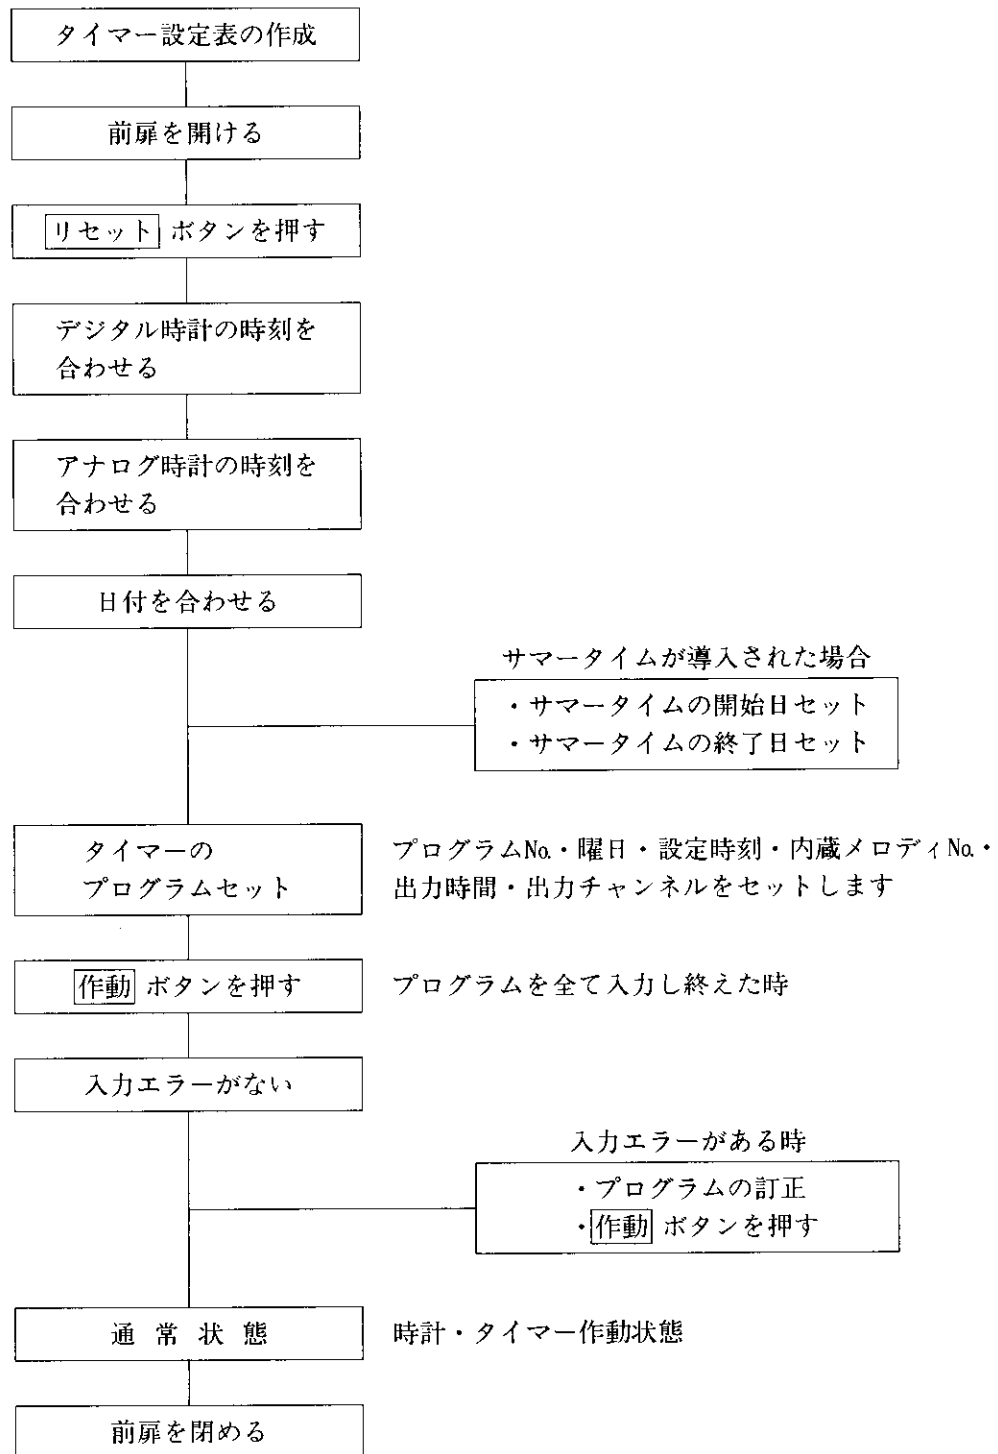 タイマー設定表の作成
前扉を開ける
リセット ボタンを押す
デジタル時計の時刻を
合わせる
アナログ時計の時刻を
合わせる
日付を合わせる
サマータイムが導入された場合
・サマータイムの開始日セット
・サマータイムの終了日セット
タイマーの
プログラムセット
プログラム№・曜日・設定時刻・内蔵メロディ№・
出力時間・出力チャンネルをセットします
作動 ボタンを押す
プログラムを全て入力し終えた時
入力エラーがない
入力エラーがある時
・プログラムの訂正
・作動 ボタンを押す
通常状態
時計・タイマー作動状態
前扉を閉める